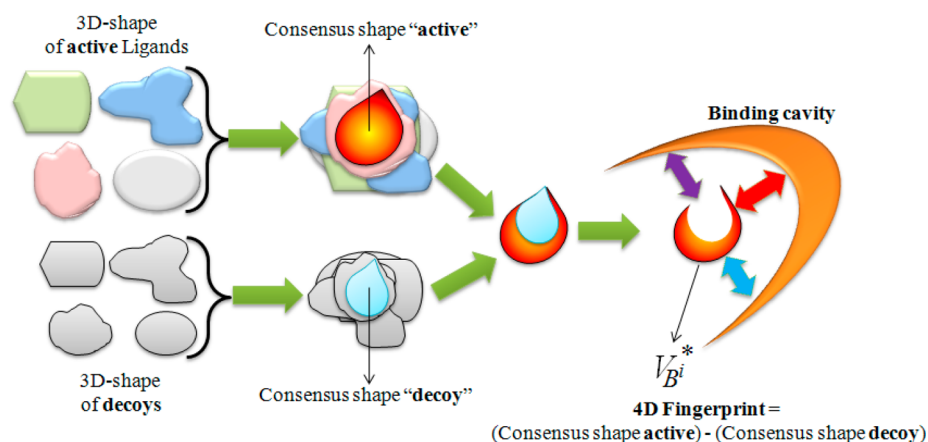 3D-shape
of active Ligands
Consensus shape “active”
Binding cavity
3D-shape
of decoys
Consensus shape “decoy”
V_{B^i}^*
4D Fingerprint =
(Consensus shape active) - (Consensus shape decoy)